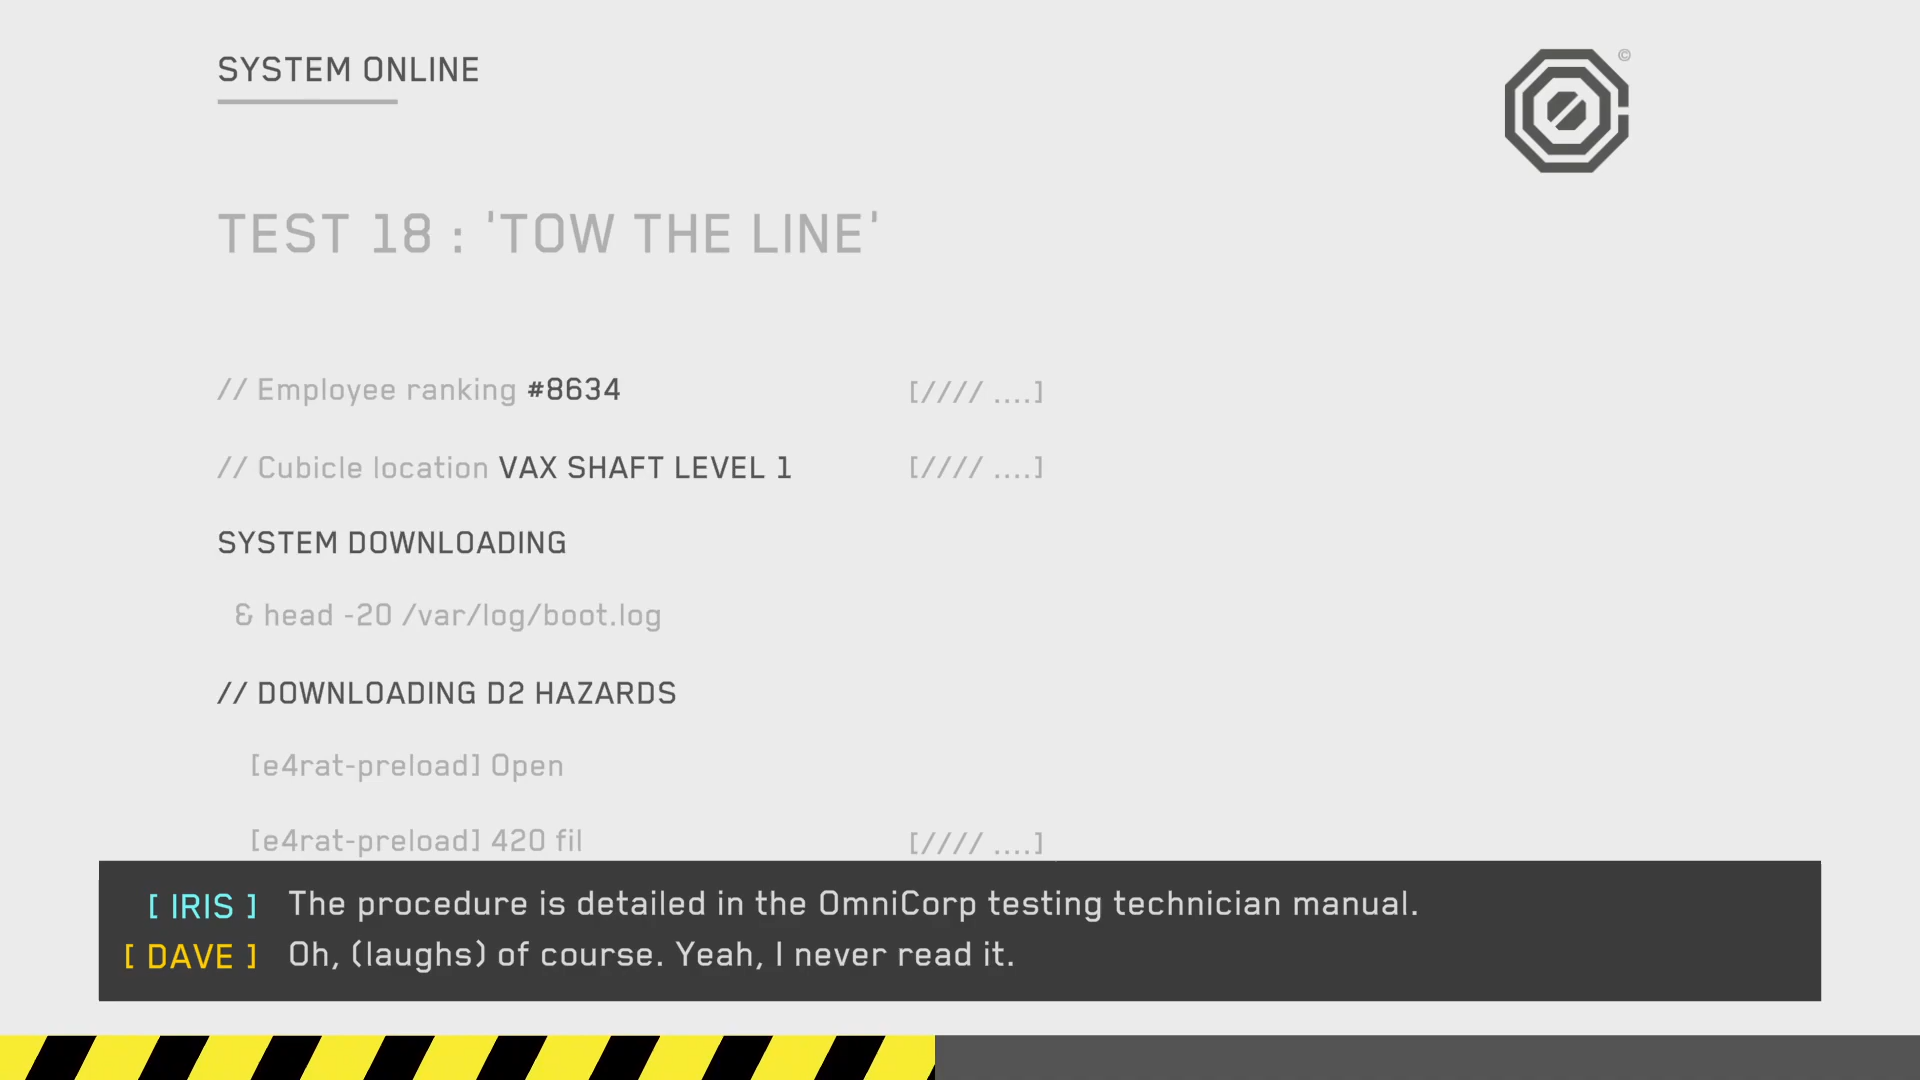 SYSTEM ONLINE
©
TEST 18 : 'TOW THE LINE'
// Employee ranking #8634 [//// ....]
// Cubicle location VAX SHAFT LEVEL 1 [//// ....]
SYSTEM DOWNLOADING
& head -20 /var/log/boot.log
// DOWNLOADING D2 HAZARDS
[e4rat-preload] Open
[e4rat-preload] 420 fil [//// ....]
[ IRIS ] The procedure is detailed in the OmniCorp testing technician manual.
[ DAVE ] Oh, (laughs) of course. Yeah, I never read it.